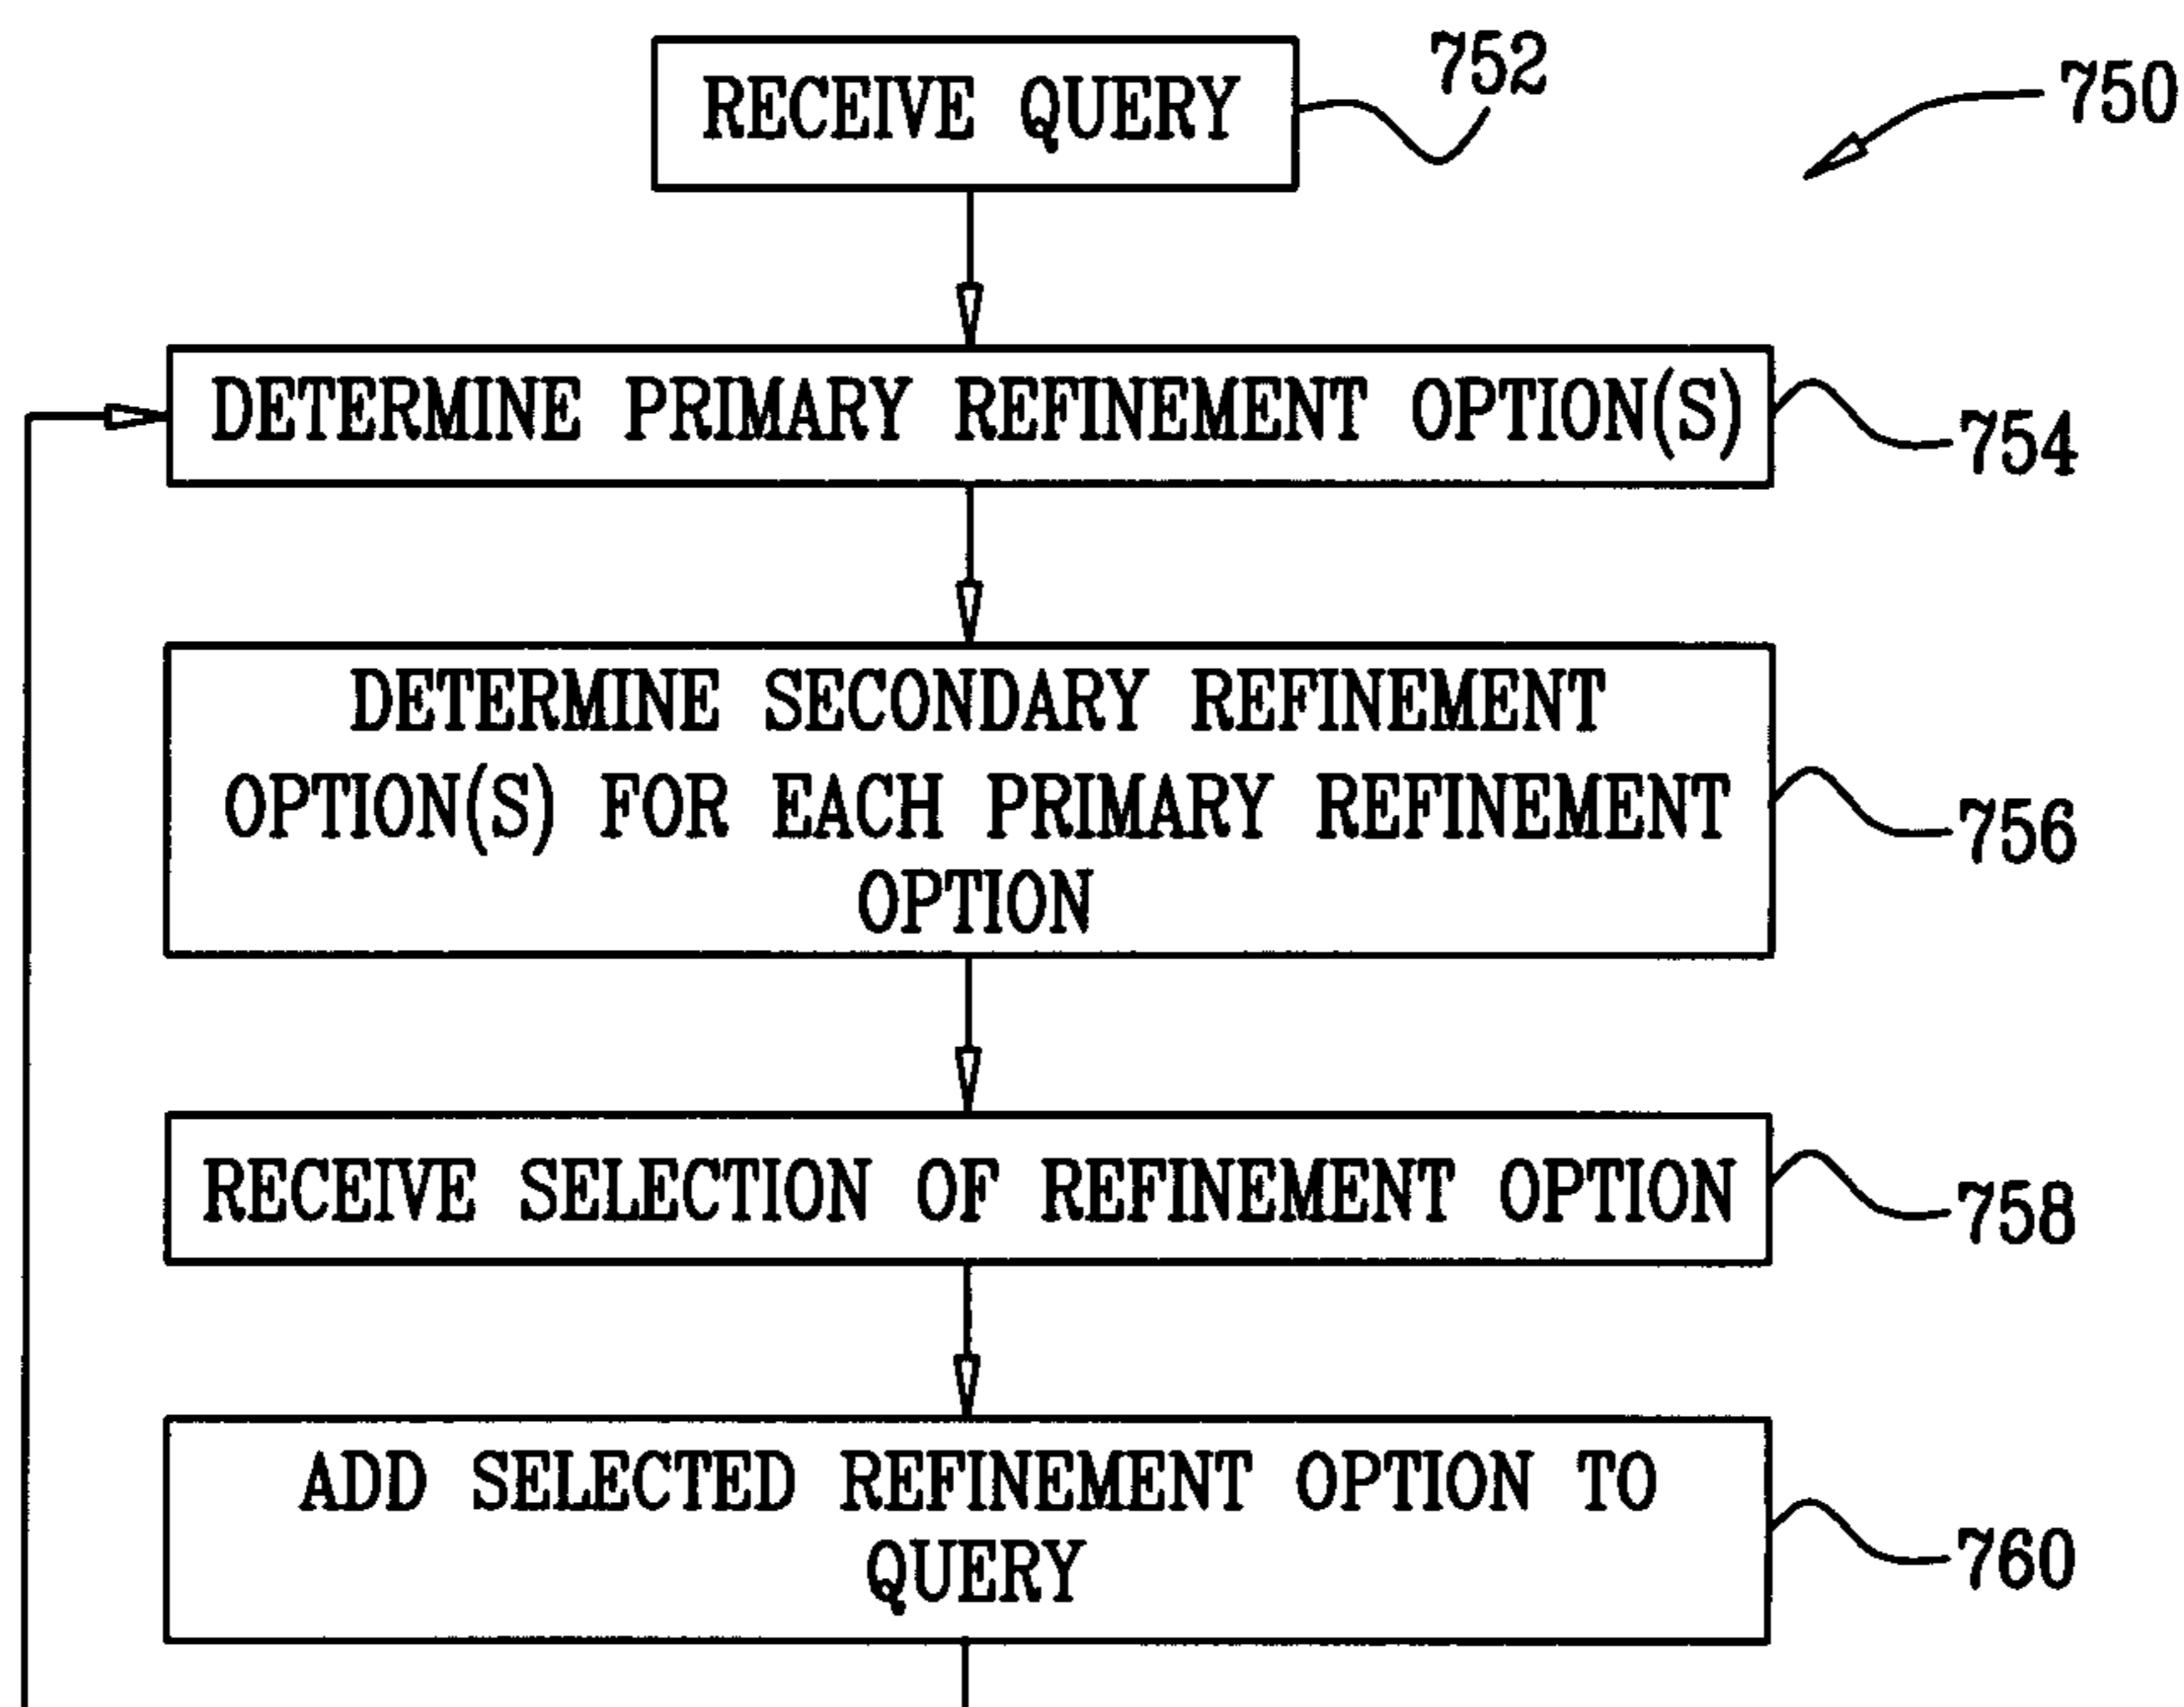 RECEIVE QUERY
752
750
DETERMINE PRIMARY REFINEMENT OPTION(S)
754
DETERMINE SECONDARY REFINEMENT
OPTION(S) FOR EACH PRIMARY REFINEMENT
OPTION
756
RECEIVE SELECTION OF REFINEMENT OPTION
758
ADD SELECTED REFINEMENT OPTION TO
QUERY
760